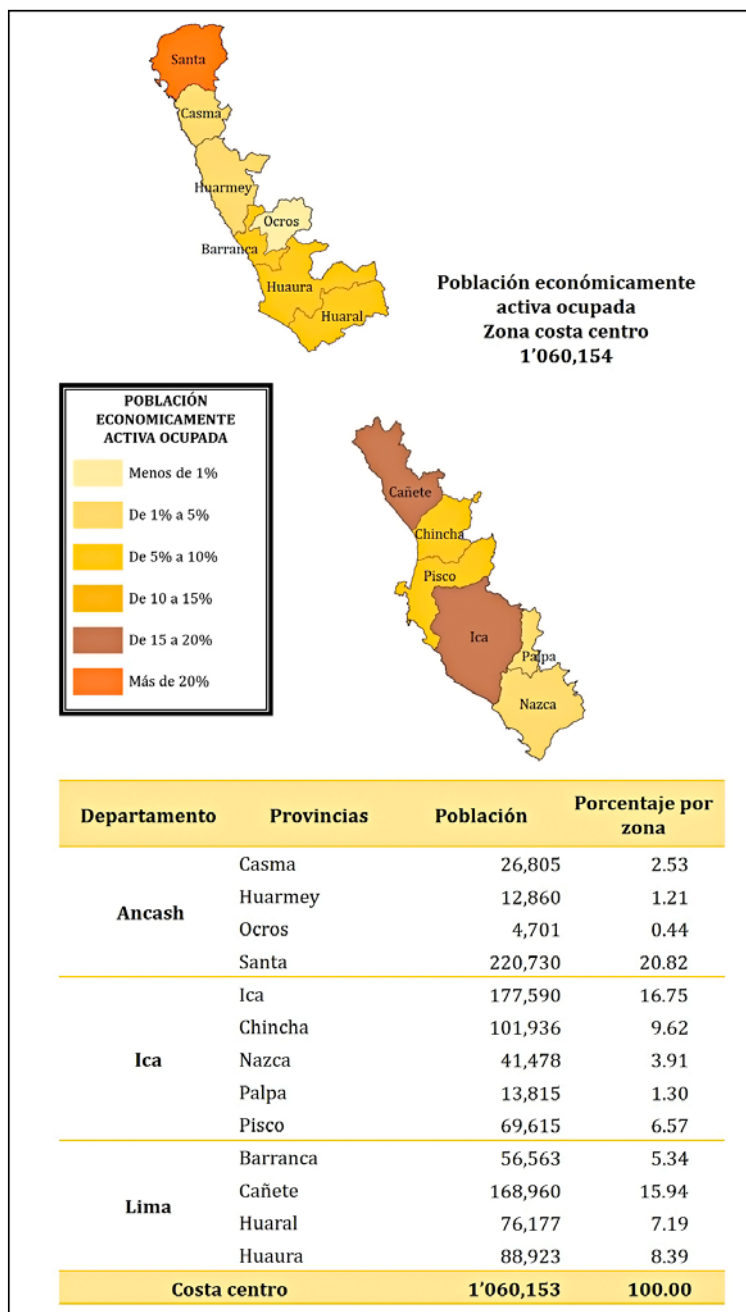 Santa
Casma
Huarmey
Ocros
Barranca
Huaura
Huaral
Población económicamente
activa ocupada
Zona costa centro
1’060,154
POBLACIÓN
ECONOMICAMENTE
ACTIVA OCUPADA
Menos de 1%
De 1% a 5%
De 5% a 10%
De 10 a 15%
De 15 a 20%
Más de 20%
Cañete
Chincha
Pisco
Ica
Palpa
Nazca
Departamento Provincias Población Porcentaje por zona
Ancash
Casma 26,805 2.53
Huarmey 12,860 1.21
Ocros 4,701 0.44
Santa 220,730 20.82
Ica
Ica 177,590 16.75
Chincha 101,936 9.62
Nazca 41,478 3.91
Palpa 13,815 1.30
Pisco 69,615 6.57
Lima
Barranca 56,563 5.34
Cañete 168,960 15.94
Huaral 76,177 7.19
Huaura 88,923 8.39
Costa centro 1’060,153 100.00